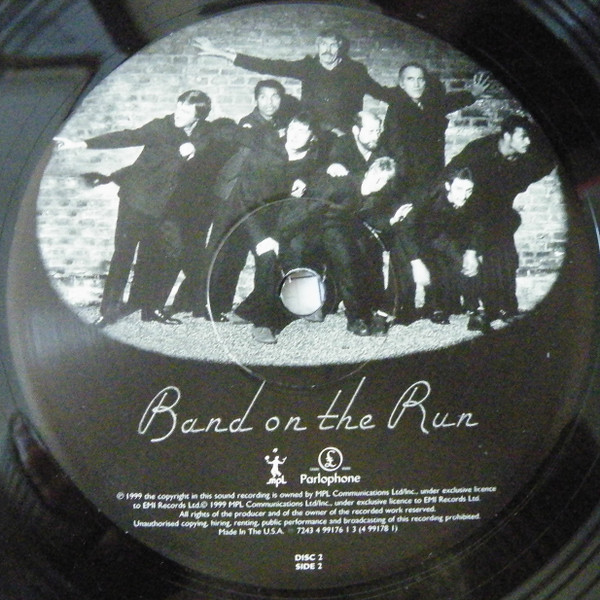 Band on the Run
MPL
£
Parlophone
℗ 1999 the copyright in this sound recording is owned by MPL Communications Ltd/Inc., under exclusive licence
to EMI Records Ltd.© 1999 MPL Communications Ltd/Inc., under exclusive licence to EMI Records Ltd.
All rights of the producer and of the owner of the recorded work reserved.
Unauthorised copying, hiring, renting, public performance and broadcasting of this recording prohibited.
Made In The U.S.A. 7243 4 99176 1 3 (4 99178 1)
DISC 2
SIDE 2